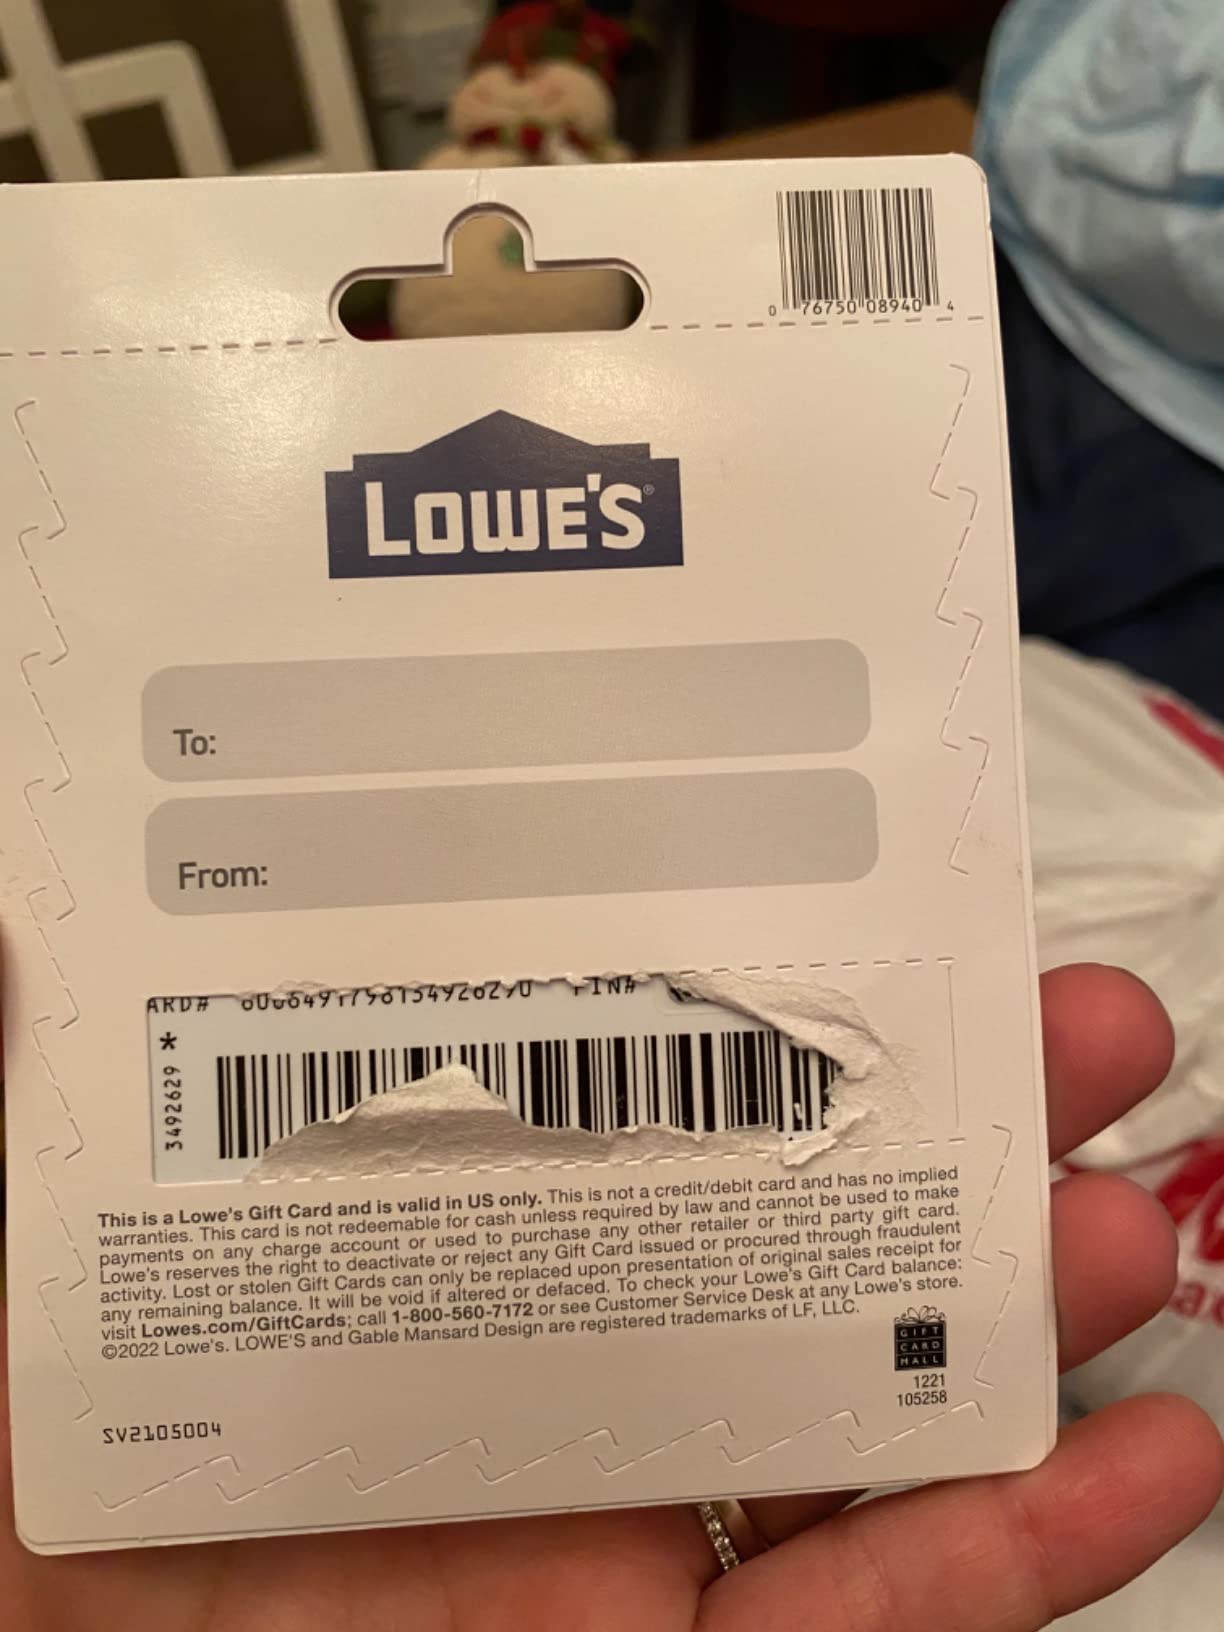 0 76750 08940 4
LOWE'S®
To:
From:
ARD# PIN#
*
3492629
This is a Lowe's Gift Card and is valid in US only. This is not a credit/debit card and has no implied
warranties. This card is not redeemable for cash unless required by law and cannot be used to make
payments on any charge account or used to purchase any other retailer or third party gift card.
Lowe's reserves the right to deactivate or reject any Gift Card issued or procured through fraudulent
activity. Lost or stolen Gift Cards can only be replaced upon presentation of original sales receipt for
any remaining balance. It will be void if altered or defaced. To check your Lowe's Gift Card balance:
visit Lowes.com/GiftCards; call 1-800-560-7172 or see Customer Service Desk at any Lowe's store.
©2022 Lowe's. LOWE'S and Gable Mansard Design are registered trademarks of LF, LLC.
GIFT
CARD
MALL
1221
105258
SV2105004